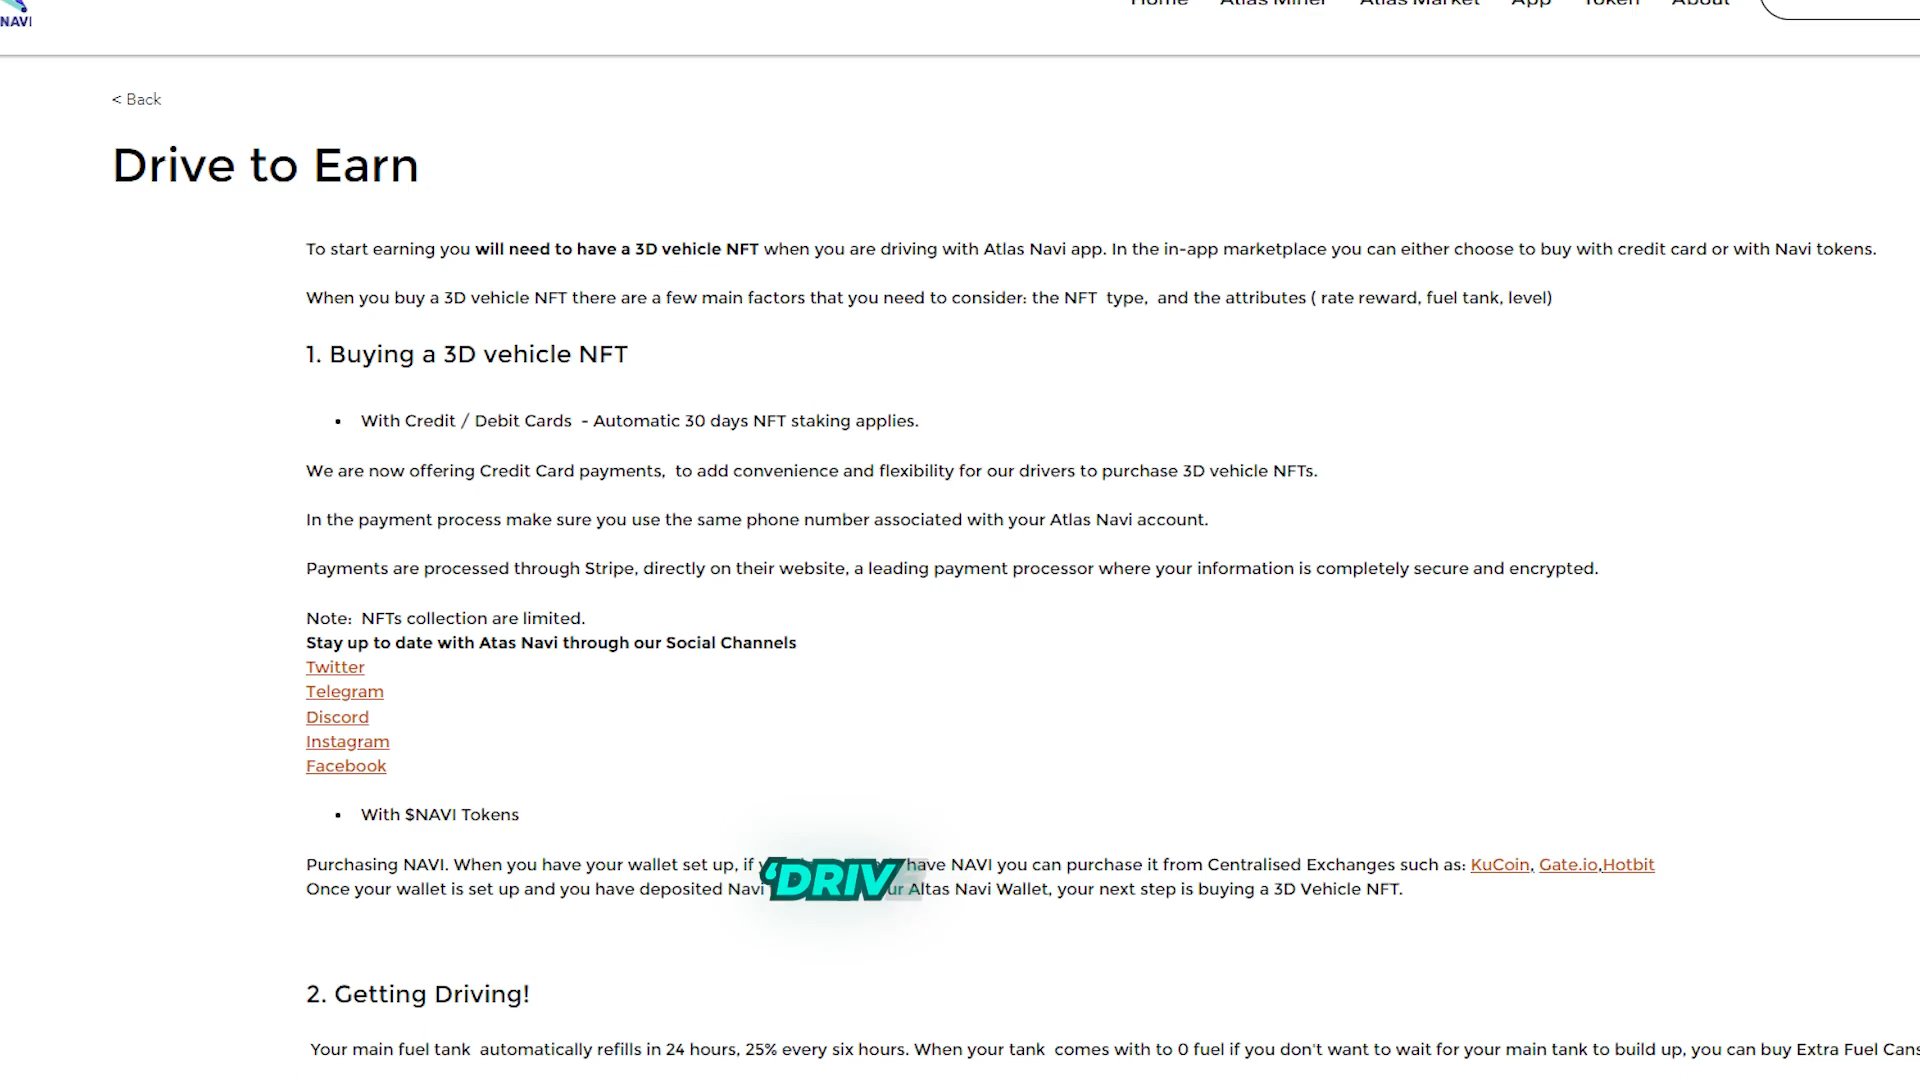 NAVI
Home Atlas Miner Atlas Market App Token About
< Back
Drive to Earn
To start earning you will need to have a 3D vehicle NFT when you are driving with Atlas Navi app. In the in-app marketplace you can either choose to buy with credit card or with Navi tokens.
When you buy a 3D vehicle NFT there are a few main factors that you need to consider: the NFT type, and the attributes ( rate reward, fuel tank, level)
1. Buying a 3D vehicle NFT
• With Credit / Debit Cards - Automatic 30 days NFT staking applies.
We are now offering Credit Card payments, to add convenience and flexibility for our drivers to purchase 3D vehicle NFTs.
In the payment process make sure you use the same phone number associated with your Atlas Navi account.
Payments are processed through Stripe, directly on their website, a leading payment processor where your information is completely secure and encrypted.
Note: NFTs collection are limited.
Stay up to date with Atas Navi through our Social Channels
Twitter
Telegram
Discord
Instagram
Facebook
• With $NAVI Tokens
Purchasing NAVI. When you have your wallet set up, if have NAVI you can purchase it from Centralised Exchanges such as: KuCoin, Gate.io,Hotbit
‘DRIV
Once your wallet is set up and you have deposited Navi Altas Navi Wallet, your next step is buying a 3D Vehicle NFT.
2. Getting Driving!
Your main fuel tank automatically refills in 24 hours, 25% every six hours. When your tank comes with to 0 fuel if you don't want to wait for your main tank to build up, you can buy Extra Fuel Cans